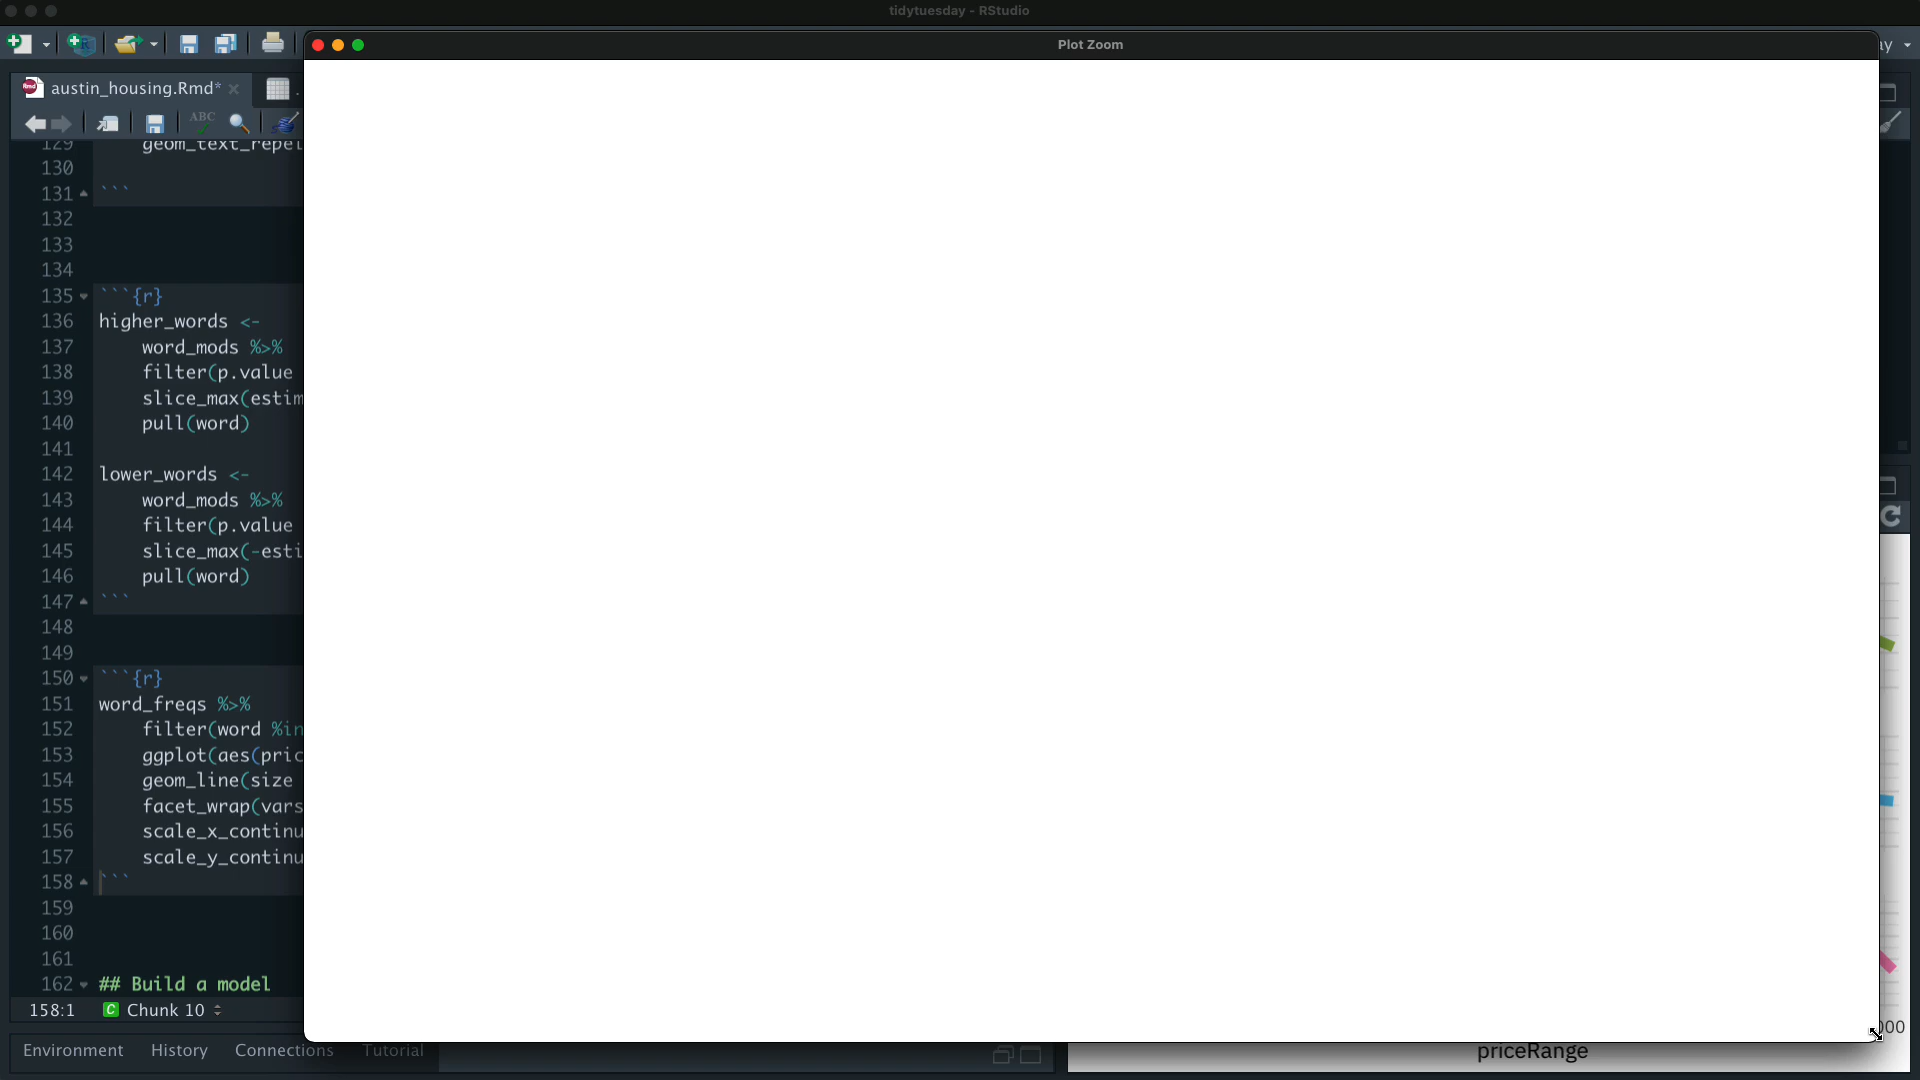 tidytuesday - RStudio
Plot Zoom
ay
austin_housing.Rmd*
ABC
129 geom_text_repel
130
131 ```
132
133
134
135 ```{r}
136 higher_words <-
137 word_mods %>%
138 filter(p.value
139 slice_max(estim
140 pull(word)
141
142 lower_words <-
143 word_mods %>%
144 filter(p.value
145 slice_max(-esti
146 pull(word)
147 ```
148
149
150 ```{r}
151 word_freqs %>%
152 filter(word %in
153 ggplot(aes(pric
154 geom_line(size
155 facet_wrap(vars
156 scale_x_continu
157 scale_y_continu
158 ```
159
160
161
162 ## Build a model
158:1 C Chunk 10
Environment History Connections Tutorial
000
priceRange